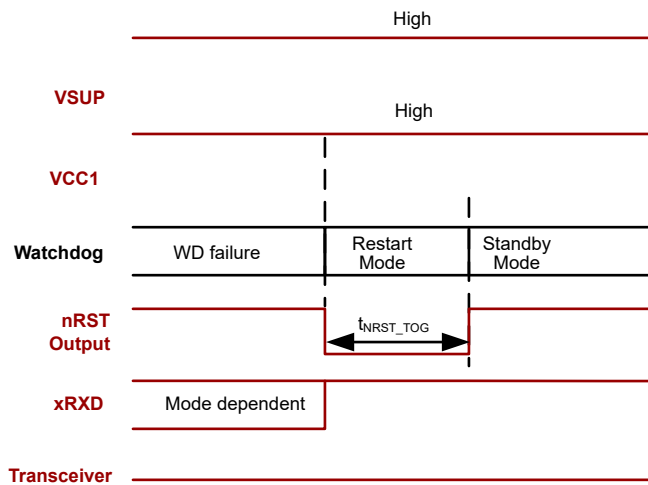 High
VSUP
High
VCC1
Watchdog
WD failure
Restart
Mode
Standby
Mode
nRST
Output
tNRST_TOG
xRXD
Mode dependent
Transceiver